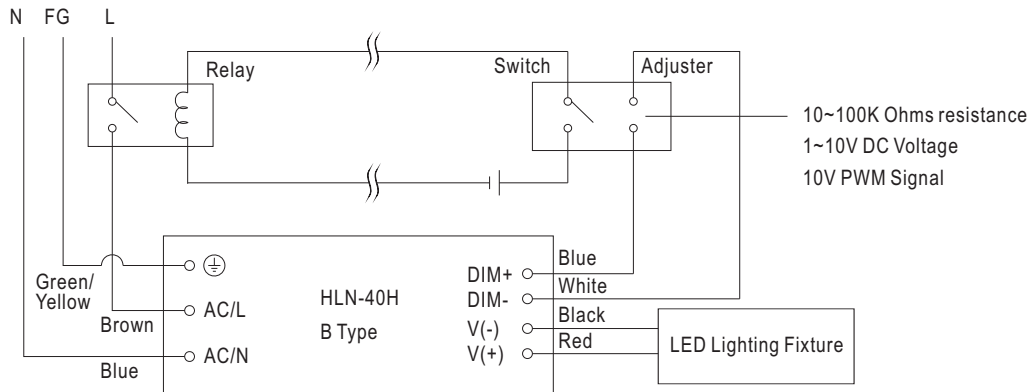 N FG L
Relay
Switch
Adjuster
10~100K Ohms resistance
1~10V DC Voltage
10V PWM Signal
Green/
Yellow
Brown
Blue
AC/L
AC/N
HLN-40H
B Type
DIM+
DIM-
V(-)
V(+)
Blue
White
Black
Red
LED Lighting Fixture